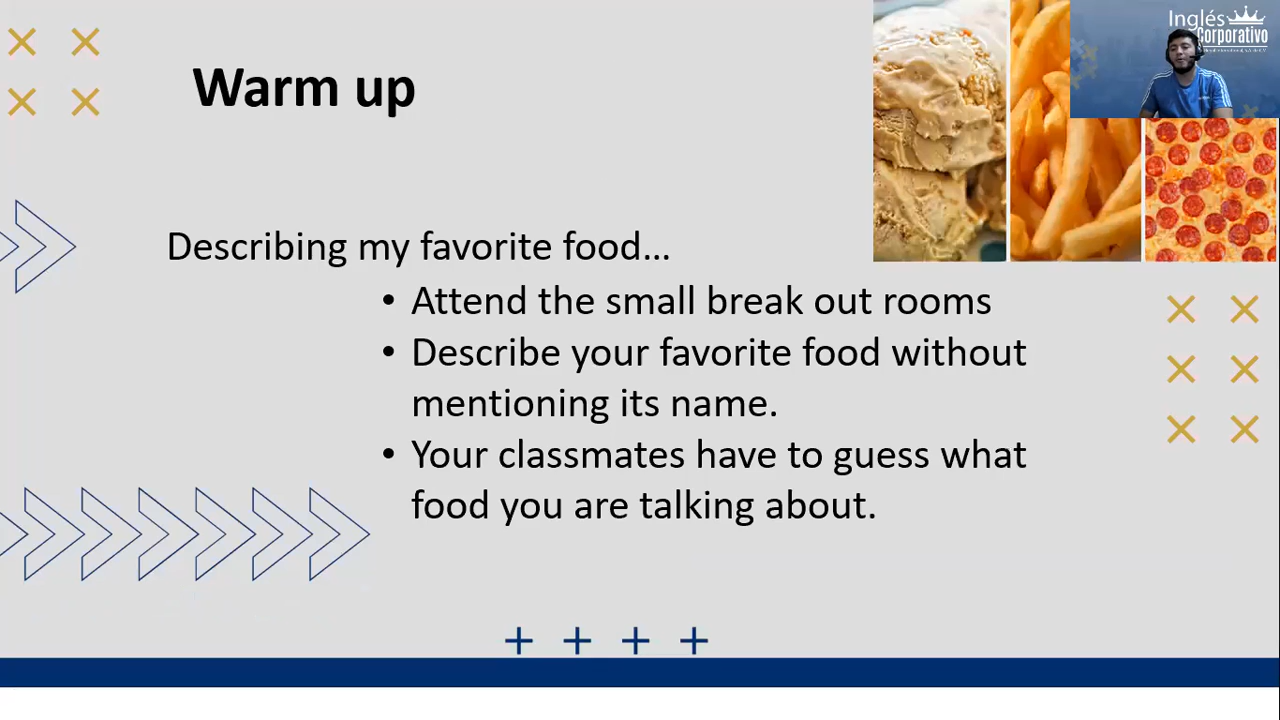 Inglés
Corporativo
Warm up
Describing my favorite food...
• Attend the small break out rooms
• Describe your favorite food without
mentioning its name.
• Your classmates have to guess what
food you are talking about.